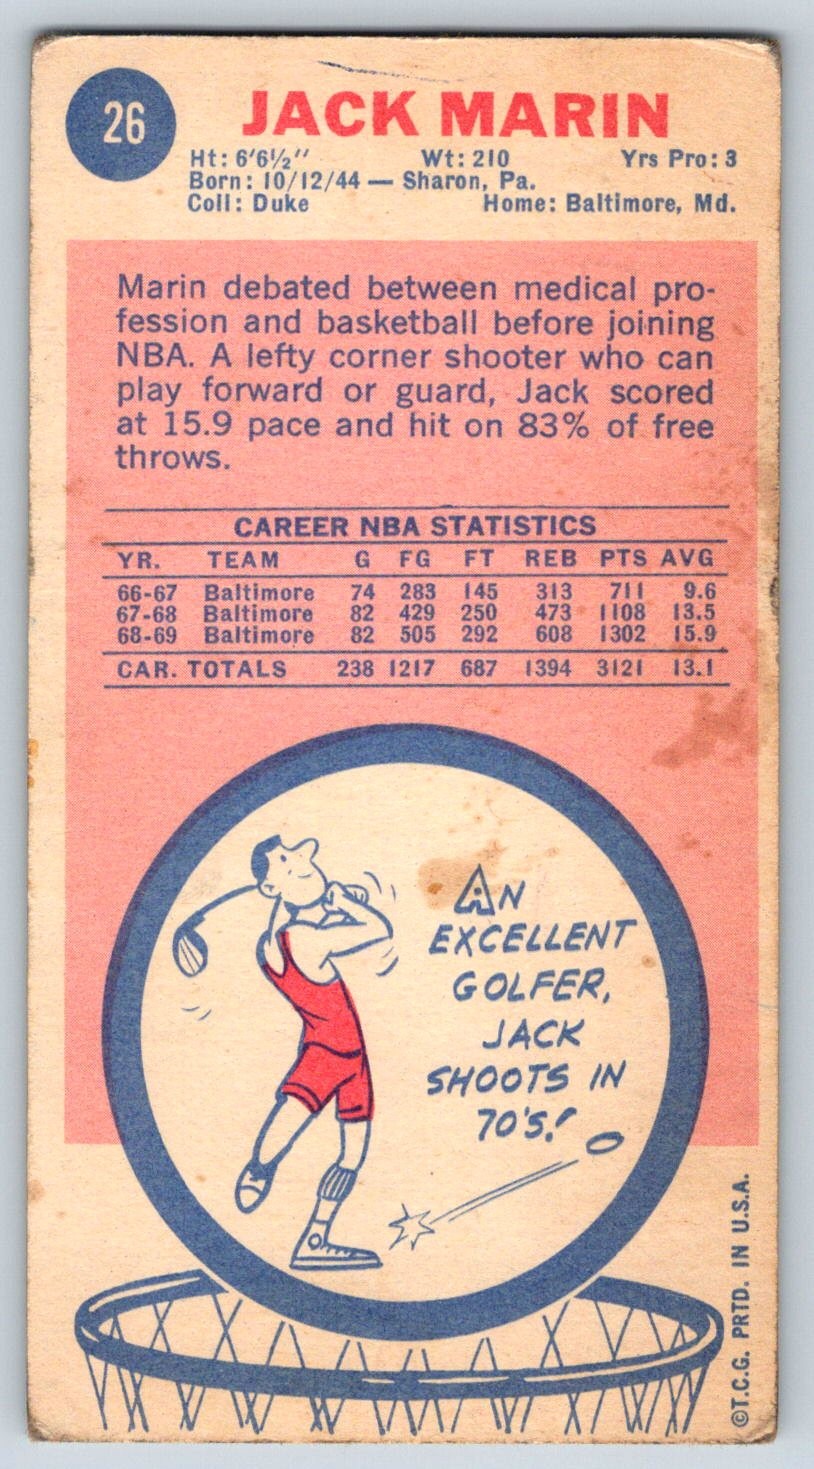 26
JACK MARIN
Ht: 6'6½" Wt: 210 Yrs Pro: 3
Born: 10/12/44 — Sharon, Pa.
Coll: Duke Home: Baltimore, Md.
Marin debated between medical pro-
fession and basketball before joining
NBA. A lefty corner shooter who can
play forward or guard, Jack scored
at 15.9 pace and hit on 83% of free
throws.
CAREER NBA STATISTICS
YR. TEAM G FG FT REB PTS AVG
66-67 Baltimore 74 283 145 313 711 9.6
67-68 Baltimore 82 429 250 473 1108 13.5
68-69 Baltimore 82 505 292 608 1302 15.9
CAR. TOTALS 238 1217 687 1394 3121 13.1
AN
EXCELLENT
GOLFER,
JACK
SHOOTS IN
70'S!
©T.C.G. PRTD. IN U.S.A.